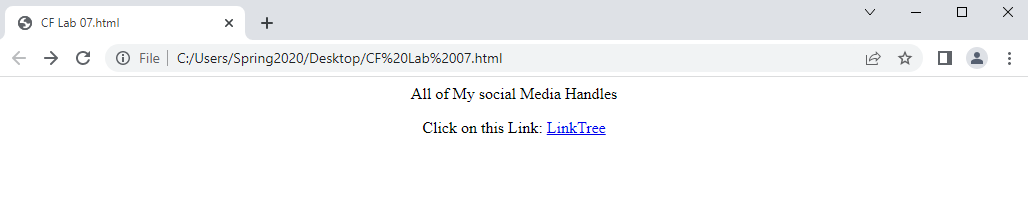 CF Lab 07.html
File
C:/Users/Spring2020/Desktop/CF%20Lab%2007.html
All of My social Media Handles
Click on this Link: LinkTree